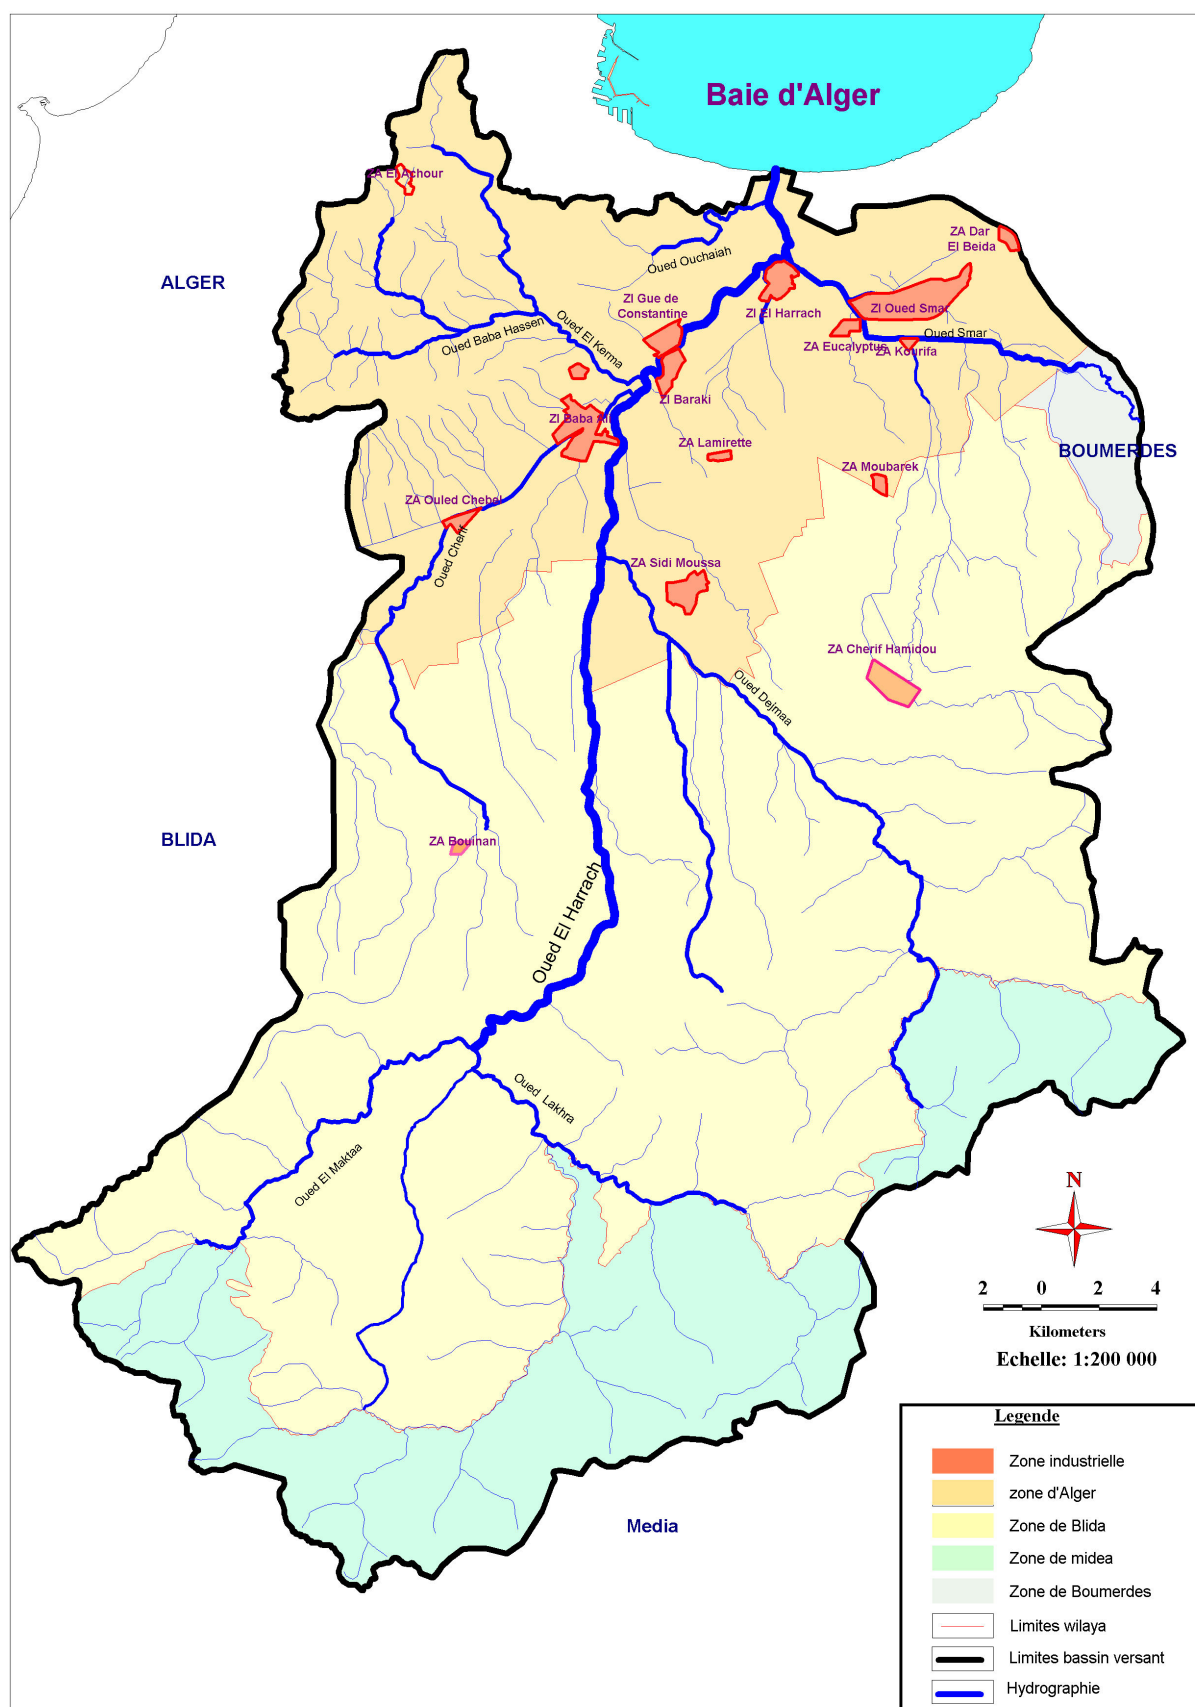 Baie d'Alger
ZA El Achour
ZA Dar
El Beida
Oued Ouchaiah
ALGER
ZI Gue de
Constantine
ZI El Harrach
ZI Oued Smar
Oued Baba Hassen
Oued El Kerma
ZA Eucalyptus
Oued Smar
ZA Kourifa
ZI Baraki
ZI Baba Ali
ZA Lamirette
BOUMERDES
ZA Moubarek
ZA Ouled Chebel
Oued Cherif
ZA Sidi Moussa
ZA Cherif Hamidou
Oued Dejmaa
BLIDA
ZA Bouinan
Oued El Harrach
Oued Lakhra
Oued El Maktaa
N
2 0 2 4
Kilometers
Echelle: 1:200 000
Media
Legende
Zone industrielle
zone d'Alger
Zone de Blida
Zone de midea
Zone de Boumerdes
Limites wilaya
Limites bassin versant
Hydrographie